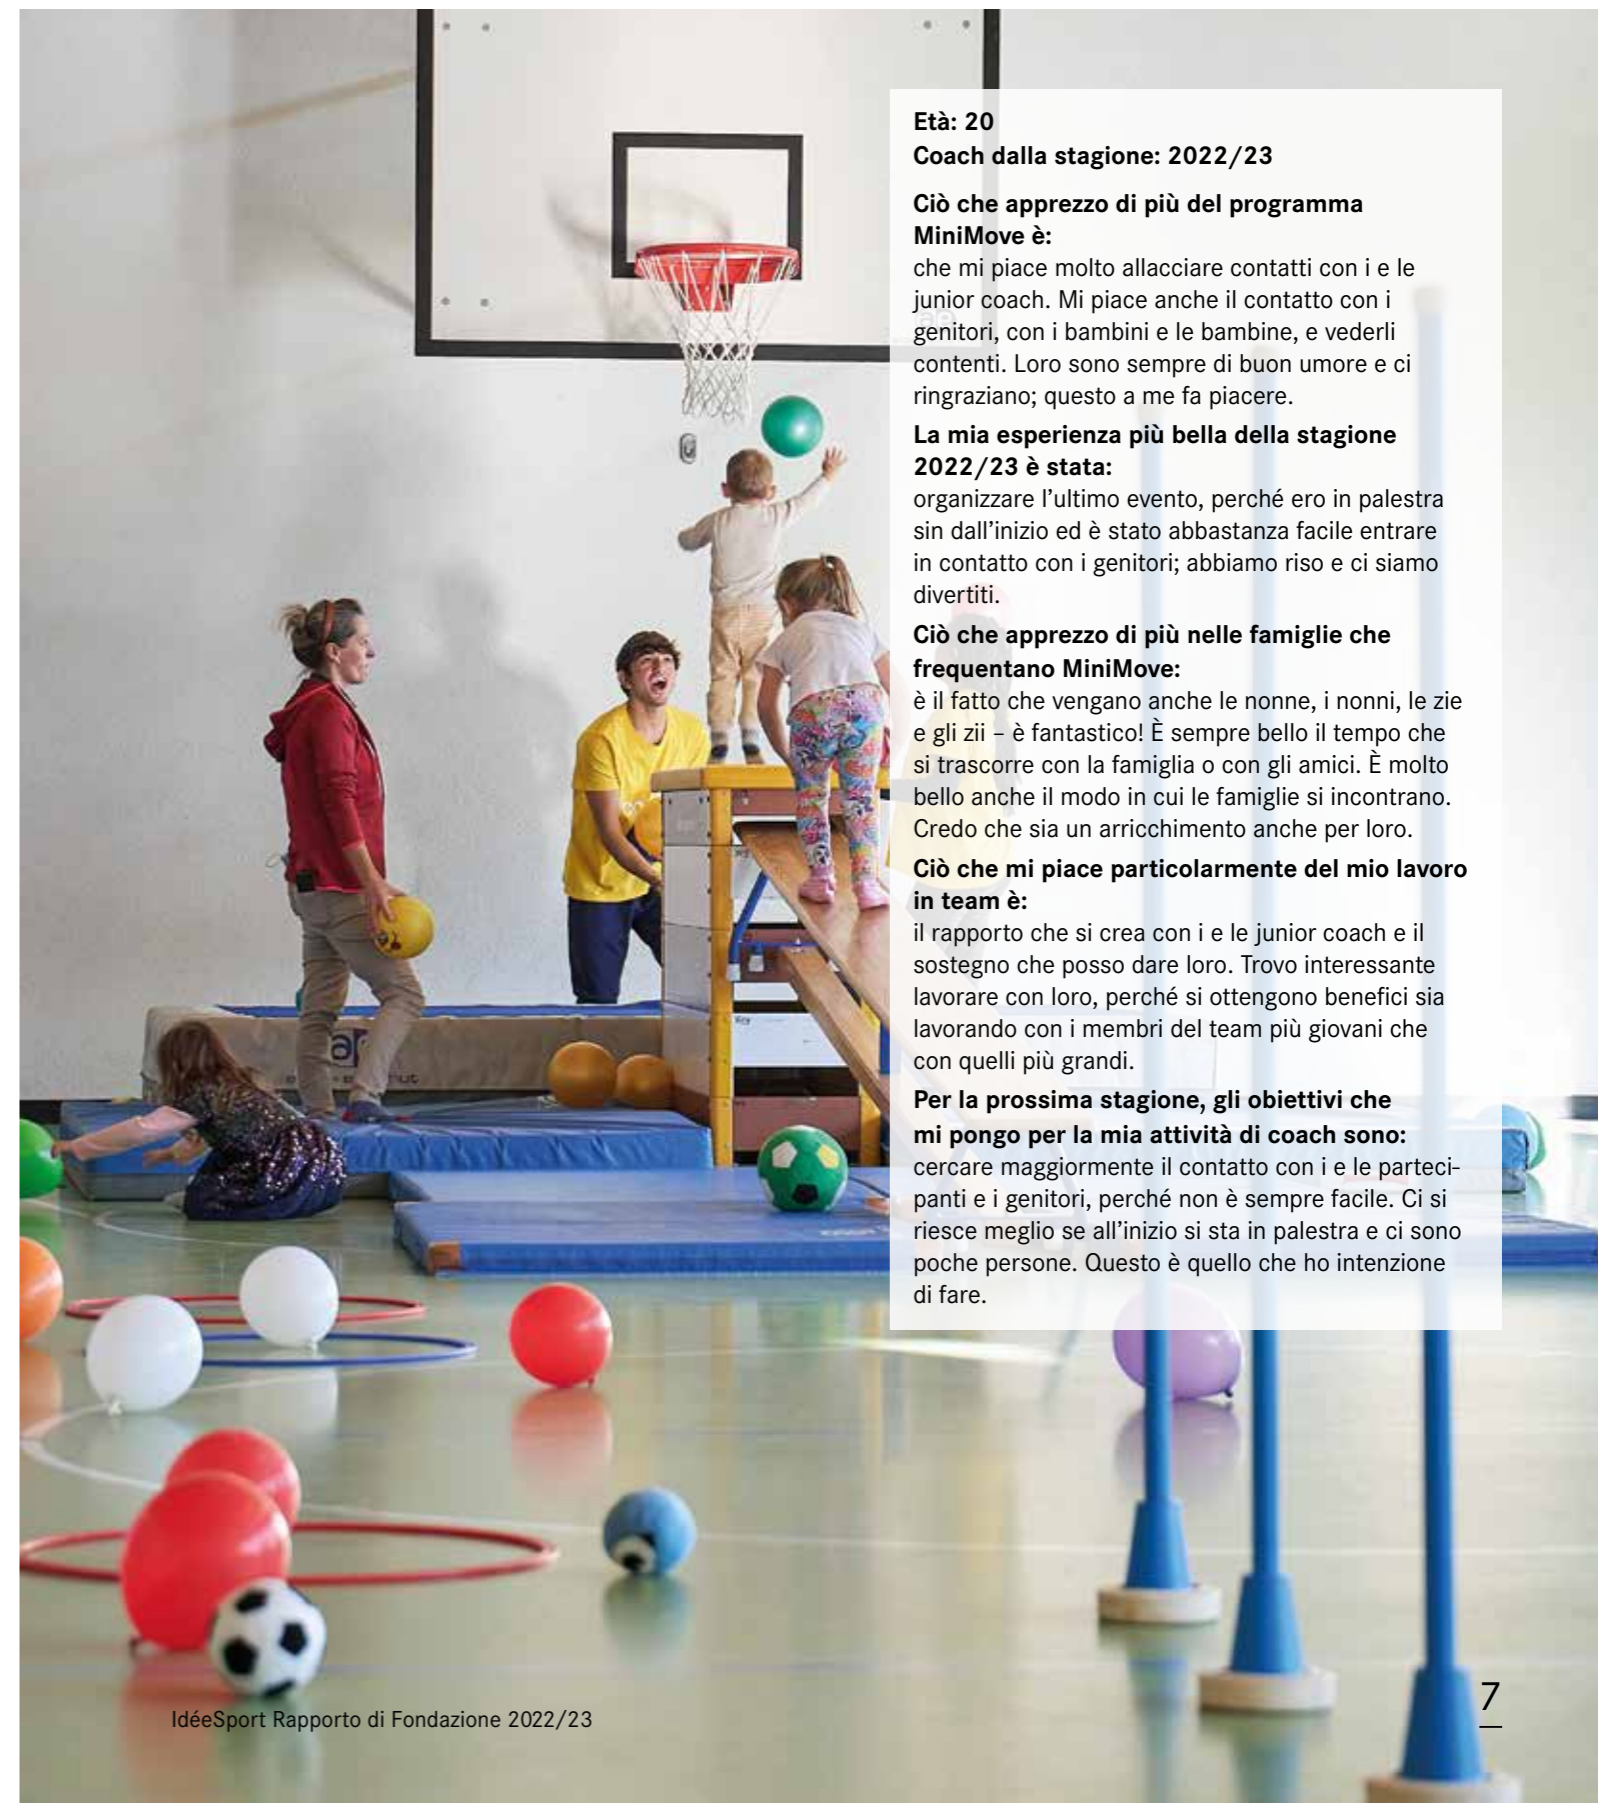 Età: 20
Coach dalla stagione: 2022/23
Ciò che apprezzo di più del programma
MiniMove è:
che mi piace molto allacciare contatti con i e le
junior coach. Mi piace anche il contatto con i
genitori, con i bambini e le bambine, e vederli
contenti. Loro sono sempre di buon umore e ci
ringraziano; questo a me fa piacere.
La mia esperienza più bella della stagione
2022/23 è stata:
organizzare l’ultimo evento, perché ero in palestra
sin dall’inizio ed è stato abbastanza facile entrare
in contatto con i genitori; abbiamo riso e ci siamo
divertiti.
Ciò che apprezzo di più nelle famiglie che
frequentano MiniMove:
è il fatto che vengano anche le nonne, i nonni, le zie
e gli zii – è fantastico! È sempre bello il tempo che
si trascorre con la famiglia o con gli amici. È molto
bello anche il modo in cui le famiglie si incontrano.
Credo che sia un arricchimento anche per loro.
Ciò che mi piace particolarmente del mio lavoro
in team è:
il rapporto che si crea con i e le junior coach e il
sostegno che posso dare loro. Trovo interessante
lavorare con loro, perché si ottengono benefici sia
lavorando con i membri del team più giovani che
con quelli più grandi.
Per la prossima stagione, gli obiettivi che
mi pongo per la mia attività di coach sono:
cercare maggiormente il contatto con i e le parteci-
panti e i genitori, perché non è sempre facile. Ci si
riesce meglio se all’inizio si sta in palestra e ci sono
poche persone. Questo è quello che ho intenzione
di fare.
IdéeSport Rapporto di Fondazione 2022/23
7